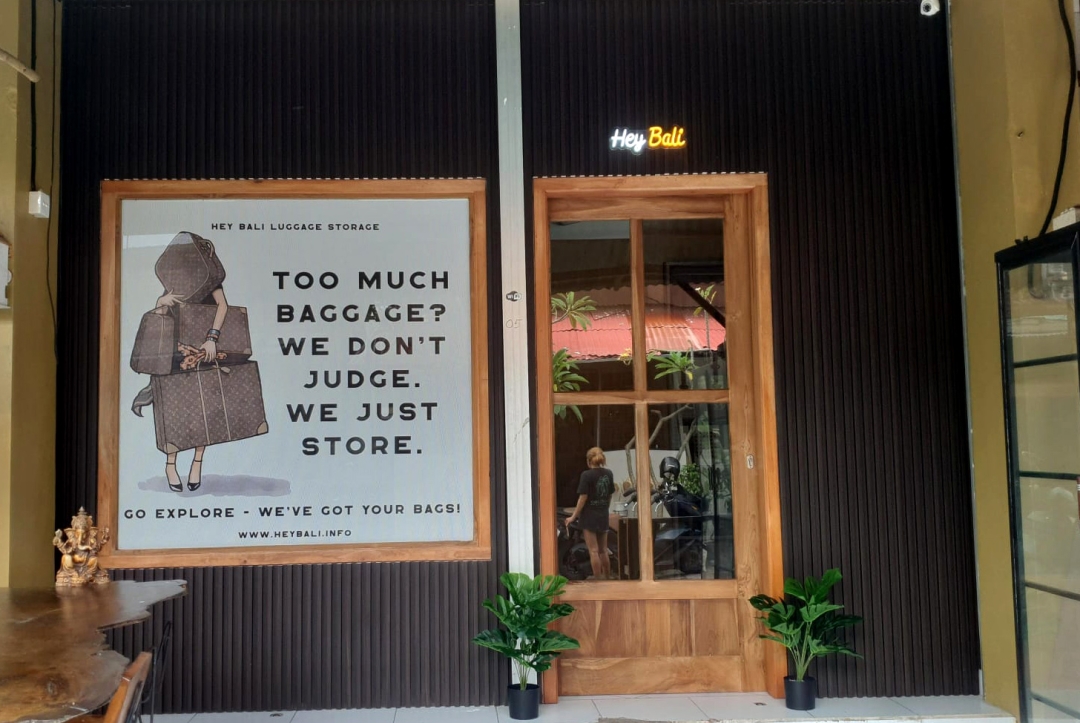 Hey Bali
HEY BALI LUGGAGE STORAGE
TOO MUCH
BAGGAGE?
WE DON'T
JUDGE.
WE JUST
STORE.
GO EXPLORE - WE'VE GOT YOUR BAGS!
WWW.HEYBALI.INFO
05